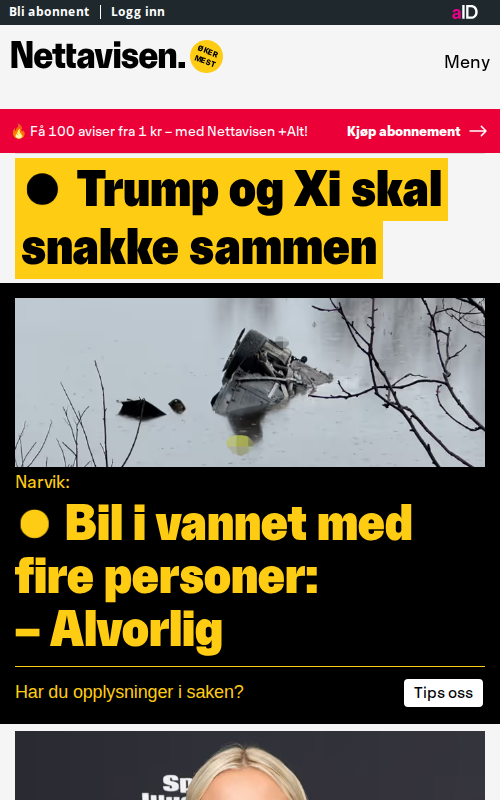 Bli abonnent
Logg inn
aID
Nettavisen.
ØKER
MEST
Meny
🔥 Få 100 aviser fra 1 kr – med Nettavisen +Alt!
Kjøp abonnement →
● Trump og Xi skal
snakke sammen
Narvik:
● Bil i vannet med
fire personer:
– Alvorlig
Har du opplysninger i saken?
Tips oss